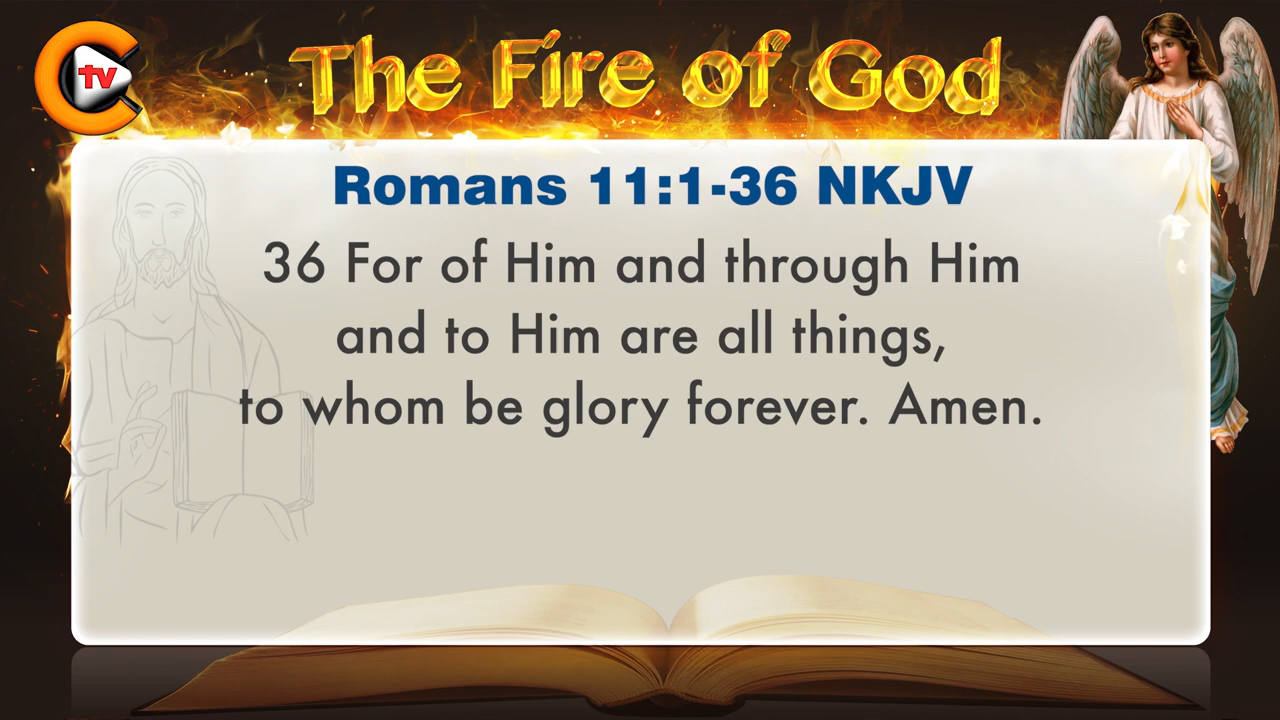 tv
The Fire of God
Romans 11:1-36 NKJV
36 For of Him and through Him
and to Him are all things,
to whom be glory forever. Amen.